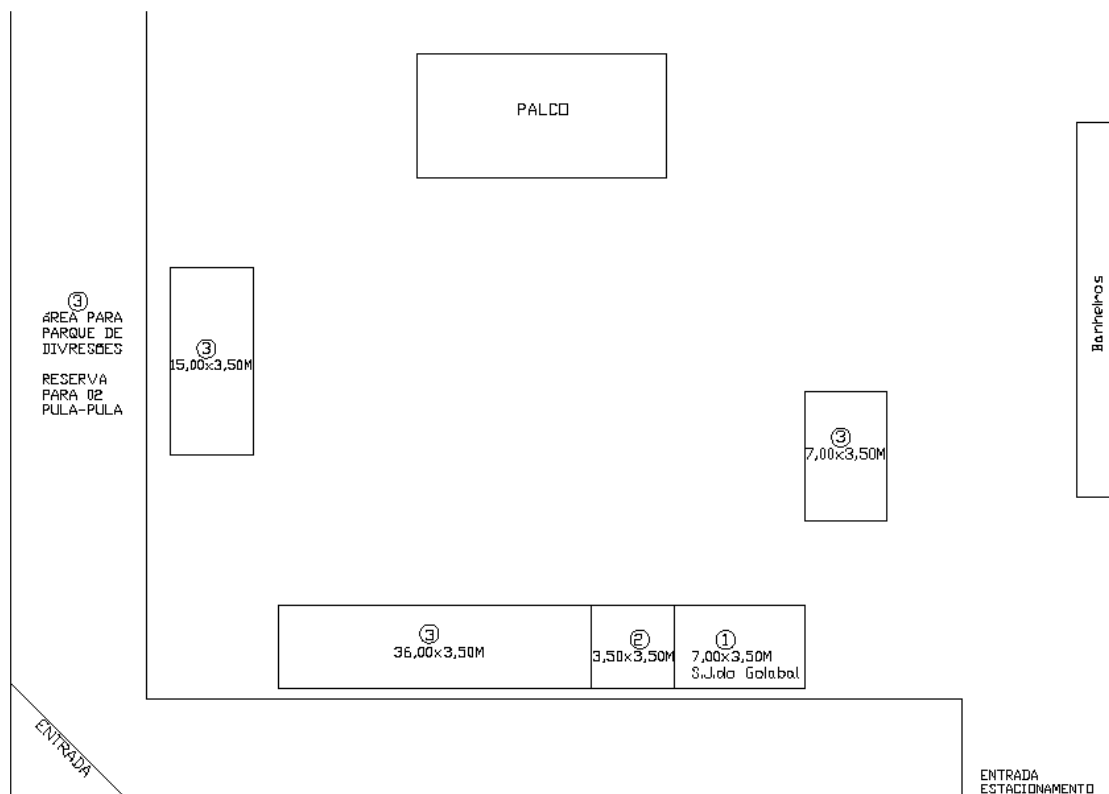 PALCO
Banheiros
③
ÁREA PARA
PARQUE DE
DIVRESÕES
RESERVA
PARA 02
PULA-PULA
③
15,00x3,50M
③
7,00x3,50M
③
36,00x3,50M
②
3,50x3,50M
①
7,00x3,50M
S.J.do Goiabal
ENTRADA
ENTRADA
ESTACIONAMENTO